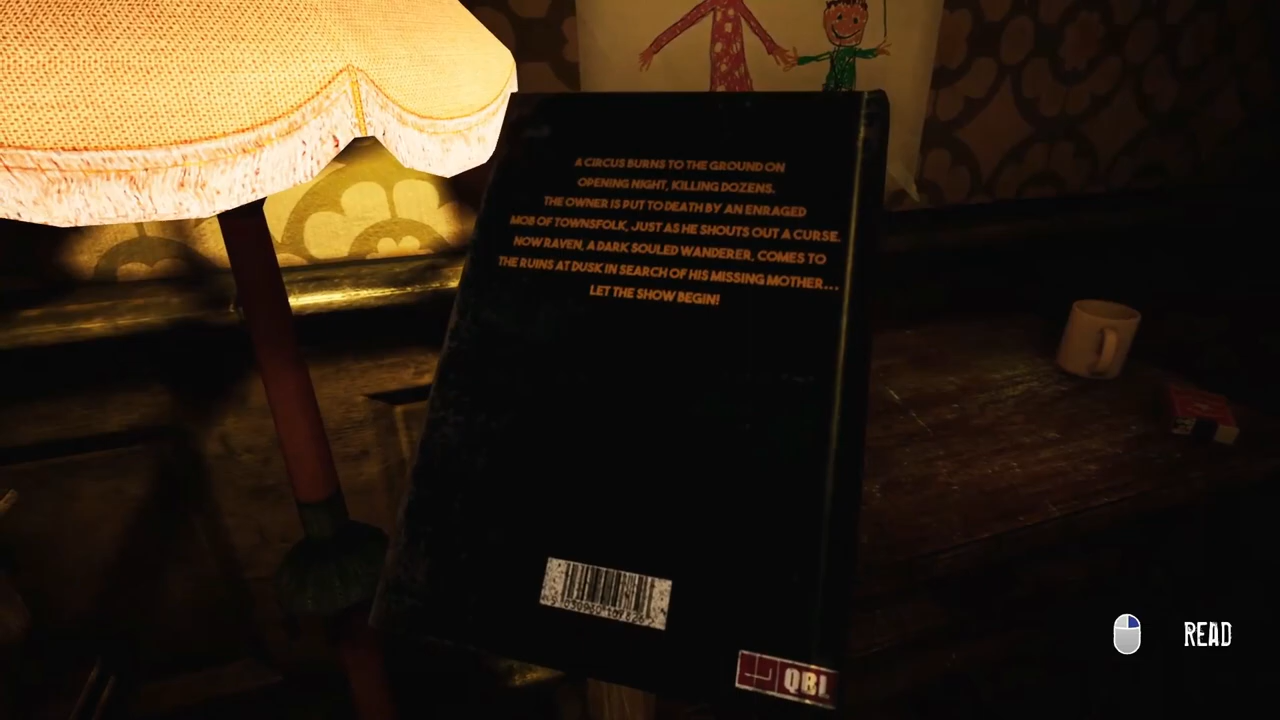 A CIRCUS BURNS TO THE GROUND ON
OPENING NIGHT, KILLING DOZENS.
THE OWNER IS PUT TO DEATH BY AN ENRAGED
MOB OF TOWNSFOLK, JUST AS HE SHOUTS OUT A CURSE.
NOW RAVEN, A DARK SOULED WANDERER, COMES TO
THE RUINS AT DUSK IN SEARCH OF HIS MISSING MOTHER...
LET THE SHOW BEGIN!
QBL
READ